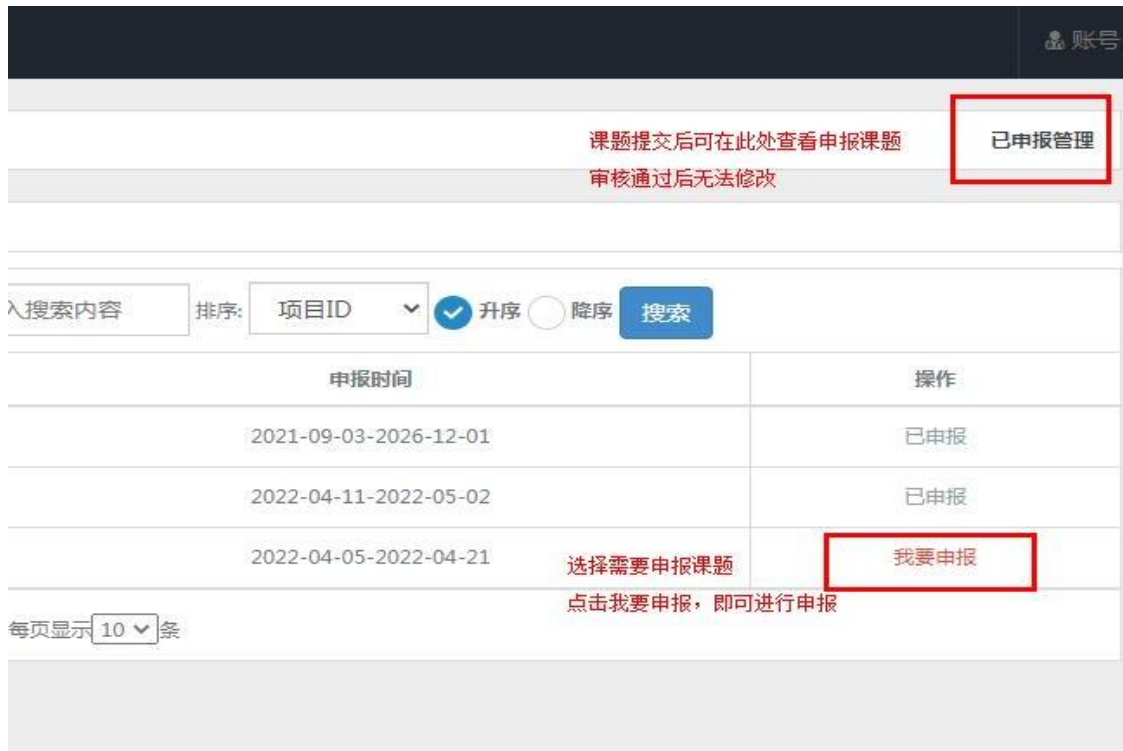 账号
课题提交后可在此处查看申报课题
已申报管理
审核通过后无法修改
入搜索内容 排序: 项目ID 升序 降序 搜索
申报时间 操作
2021-09-03-2026-12-01 已申报
2022-04-11-2022-05-02 已申报
2022-04-05-2022-04-21 我要申报
选择需要申报课题
点击我要申报，即可进行申报
每页显示 10 条